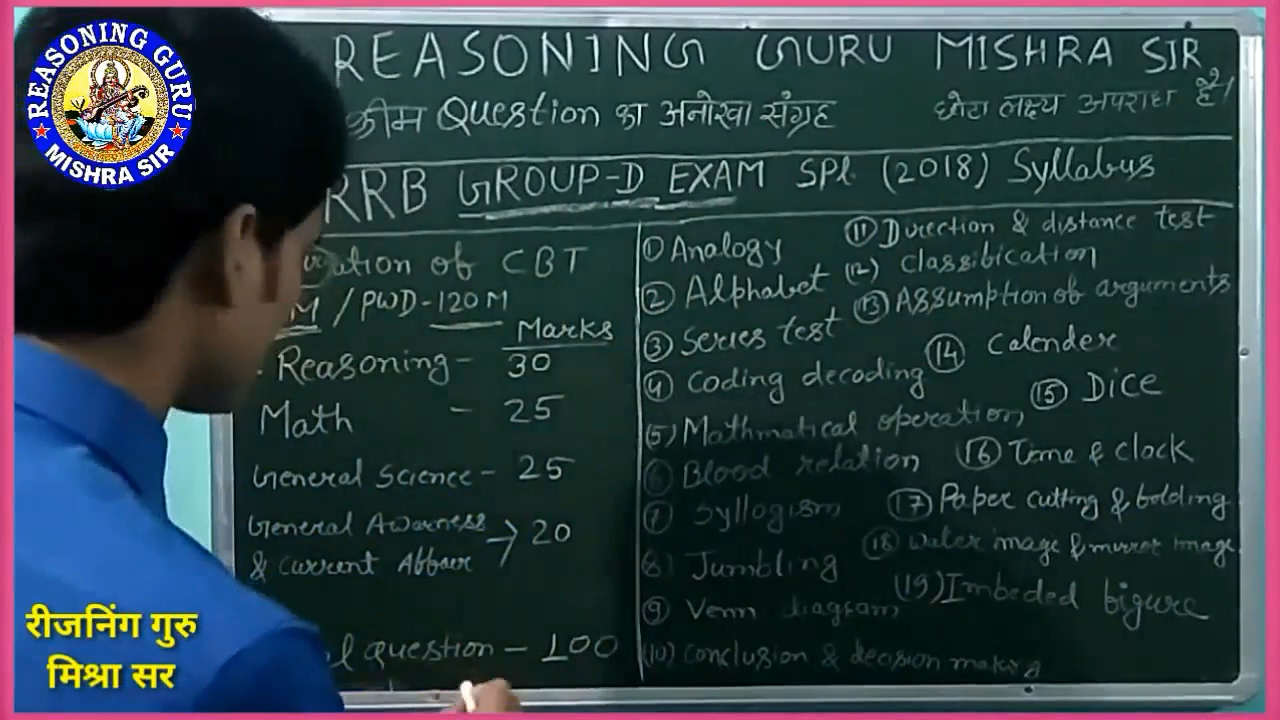 REASONING GURU
MISHRA SIR
REASONING GURU MISHRA SIR
कीम Question का अनोखा संग्रह
छोटा लक्ष्य अपराध है।
RRB GROUP-D EXAM SPl. (2018) Syllabus
of CBT
M / PWD - 120 M
Marks
Reasoning - 30
Math - 25
General Science - 25
General Awarness
& current Affair → 20
question - 100
① Analogy
② Alphabet
③ Series test
④ Coding decoding
(5) Mathmatical operation
⑥ Blood relation
⑦ Syllogism
(8) Jumbling
⑨ Venn diagram
(10) Conclusion & decision making
⑪ Direction & distance test
(12) classification
⑬ Assumption of arguments
⑭ Calender
⑮ Dice
⑯ Time & clock
⑰ Paper cutting & folding
⑱ water image & mirror image
(19) Imbeded figure
रीजनिंग गुरु
मिश्रा सर